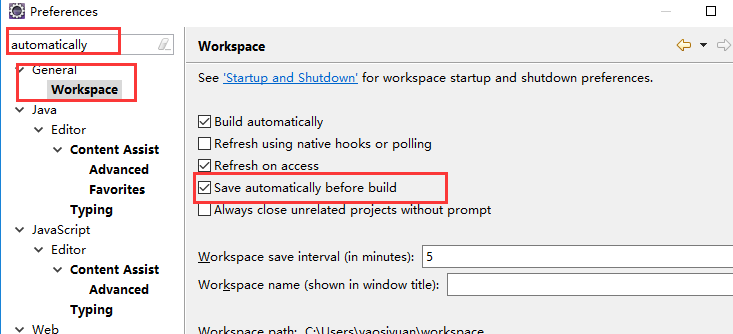 Preferences
automatically
General
Workspace
Java
Editor
Content Assist
Advanced
Favorites
Typing
JavaScript
Editor
Content Assist
Advanced
Typing
Web
Workspace
See 'Startup and Shutdown' for workspace startup and shutdown preferences.
Build automatically
Refresh using native hooks or polling
Refresh on access
Save automatically before build
Always close unrelated projects without prompt
Workspace save interval (in minutes): 5
Workspace name (shown in window title):
Workspace path: C:\Users\yaosiyuan\workspace